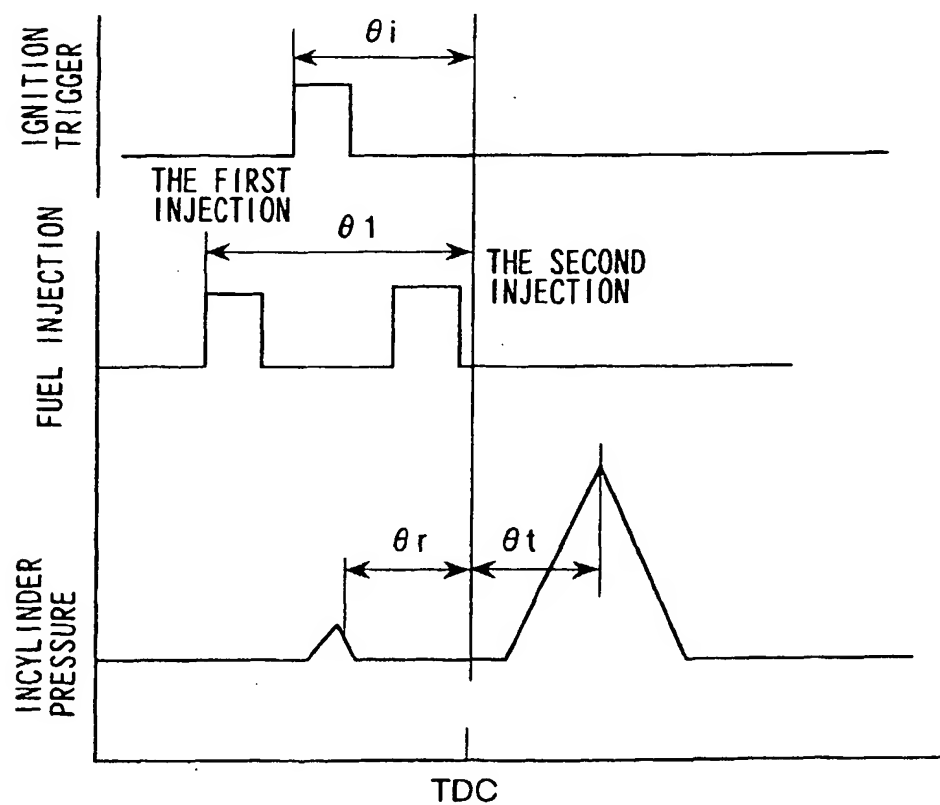 IGNITION
TRIGGER
θi
THE FIRST
INJECTION
FUEL INJECTION
θ1
THE SECOND
INJECTION
INCYLINDER
PRESSURE
θr
θt
TDC